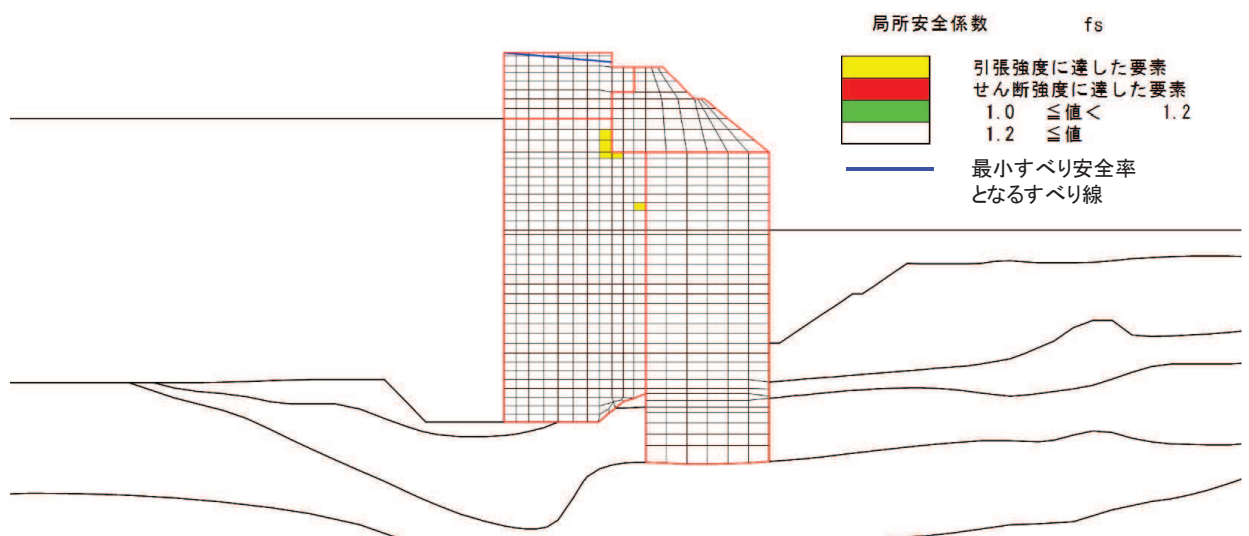 局所安全係数 fs
引張強度に達した要素
せん断強度に達した要素
1.0 ≦値< 1.2
1.2 ≦値
最小すべり安全率
となるすべり線